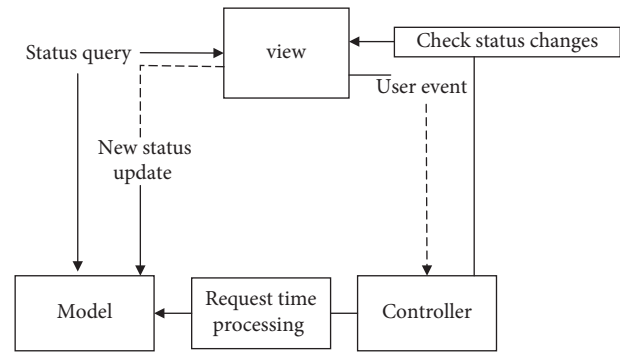 Status query
view
Check status changes
User event
New status
update
Model
Request time
processing
Controller